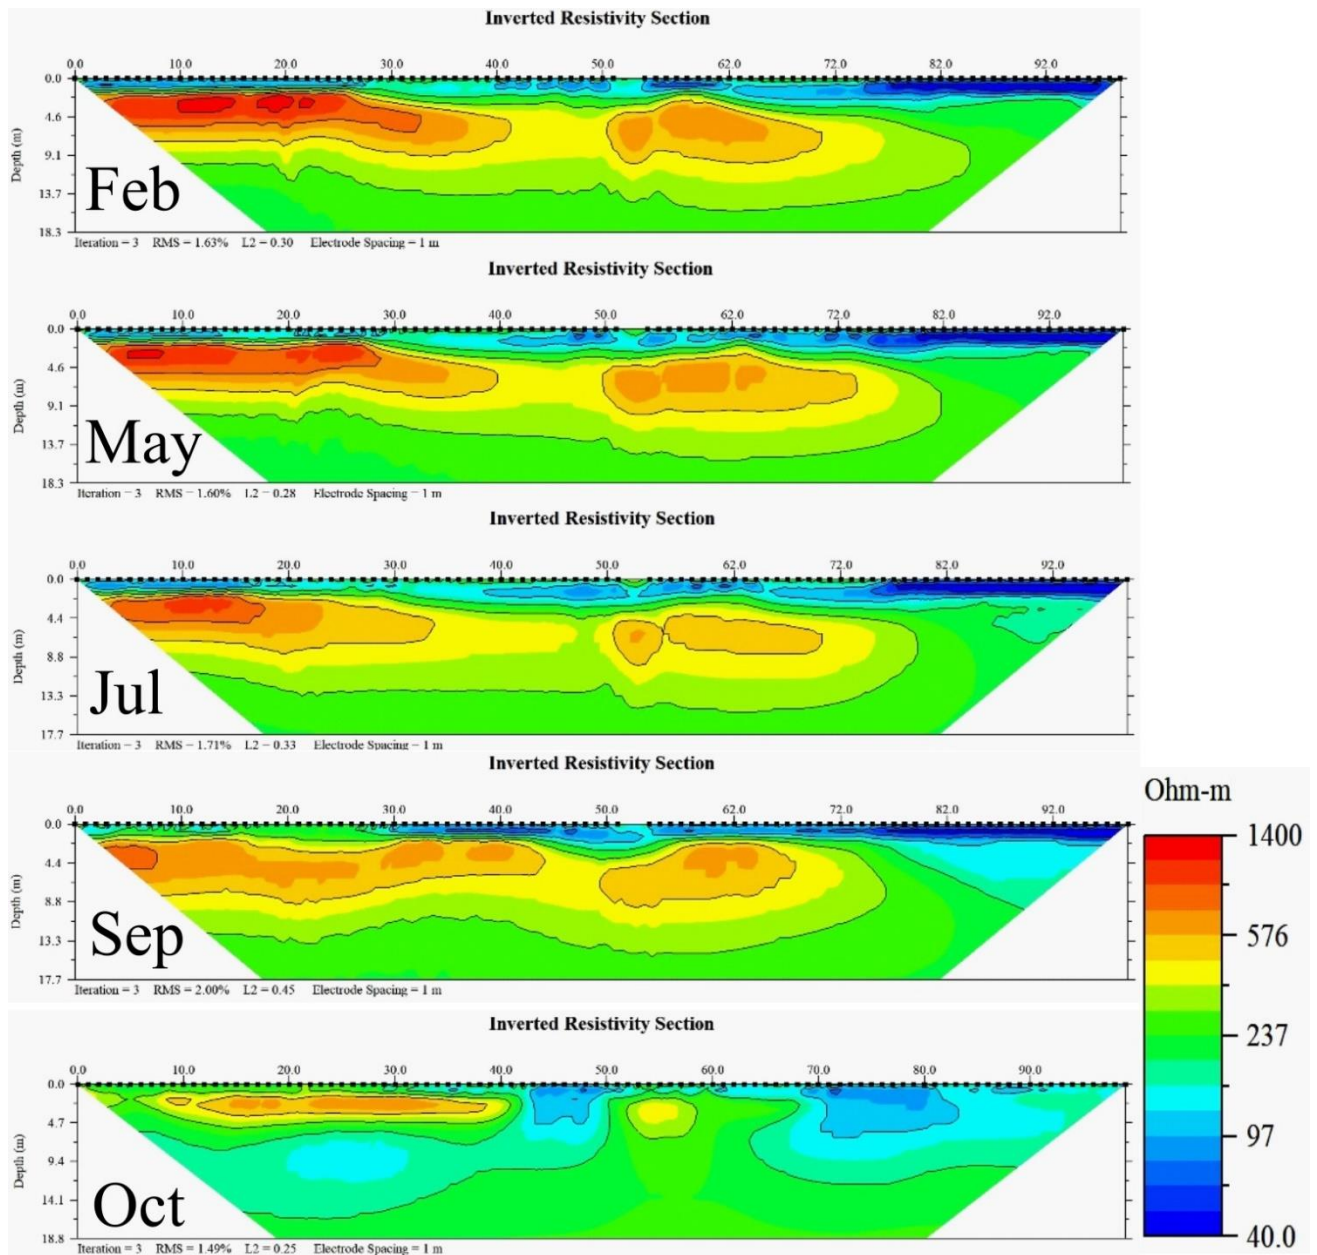 Inverted Resistivity Section
0.0 10.0 20.0 30.0 40.0 50.0 62.0 72.0 82.0 92.0
0.0
4.6
9.1
13.7
18.3
Depth (m)
Feb
Iteration = 3 RMS = 1.63% L2 = 0.30 Electrode Spacing = 1 m
Inverted Resistivity Section
0.0 10.0 20.0 30.0 40.0 50.0 62.0 72.0 82.0 92.0
0.0
4.6
9.1
13.7
18.3
Depth (m)
May
Iteration = 3 RMS = 1.60% L2 = 0.28 Electrode Spacing = 1 m
Inverted Resistivity Section
0.0 10.0 20.0 30.0 40.0 50.0 62.0 72.0 82.0 92.0
0.0
4.4
8.8
13.3
17.7
Depth (m)
Jul
Iteration = 3 RMS = 1.71% L2 = 0.33 Electrode Spacing = 1 m
Inverted Resistivity Section
0.0 10.0 20.0 30.0 40.0 50.0 62.0 72.0 82.0 92.0
0.0
4.4
8.8
13.3
17.7
Depth (m)
Sep
Iteration = 3 RMS = 2.00% L2 = 0.45 Electrode Spacing = 1 m
Inverted Resistivity Section
0.0 10.0 20.0 30.0 40.0 50.0 60.0 70.0 80.0 90.0
0.0
4.7
9.4
14.1
18.8
Depth (m)
Oct
Iteration = 3 RMS = 1.49% L2 = 0.25 Electrode Spacing = 1 m
Ohm-m
1400
576
237
97
40.0